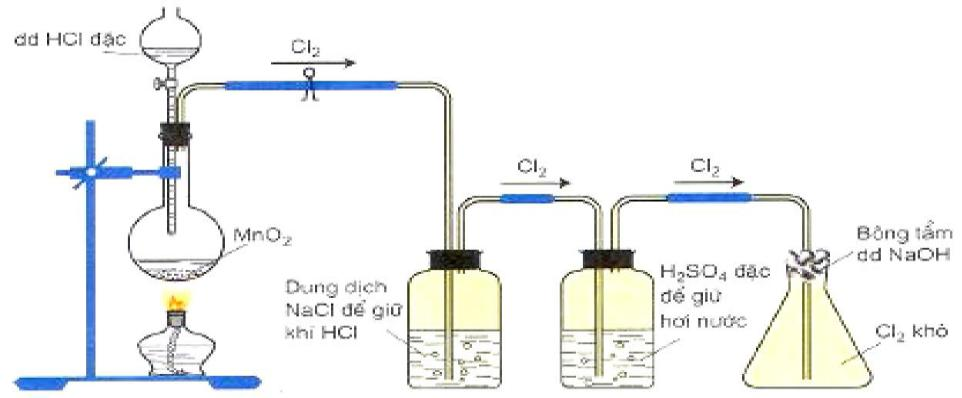 dd HCl đặc
Cl₂
MnO₂
Cl₂
Cl₂
Dung dịch
NaCl để giữ
khí HCl
H₂SO₄ đặc
để giữ
hơi nước
Bông tẩm
dd NaOH
Cl₂ khô